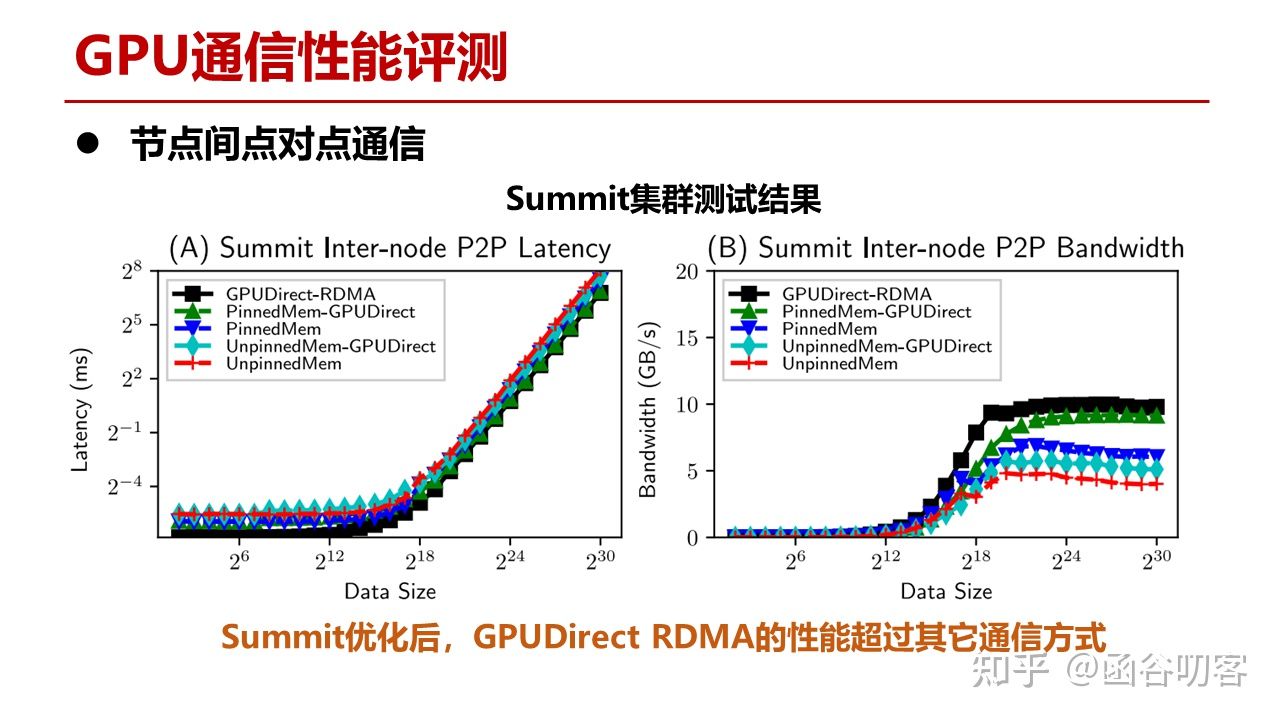 GPU通信性能评测
● 节点间点对点通信
Summit集群测试结果
(A) Summit Inter-node P2P Latency
2^8
2^5
2^2
2^-1
2^-4
Latency (ms)
GPUDirect-RDMA
PinnedMem-GPUDirect
PinnedMem
UnpinnedMem-GPUDirect
UnpinnedMem
2^6 2^12 2^18 2^24 2^30
Data Size
(B) Summit Inter-node P2P Bandwidth
20
15
10
5
0
Bandwidth (GB/s)
GPUDirect-RDMA
PinnedMem-GPUDirect
PinnedMem
UnpinnedMem-GPUDirect
UnpinnedMem
2^6 2^12 2^18 2^24 2^30
Data Size
Summit优化后，GPUDirect RDMA的性能超过其它通信方式
知乎 @函谷叨客